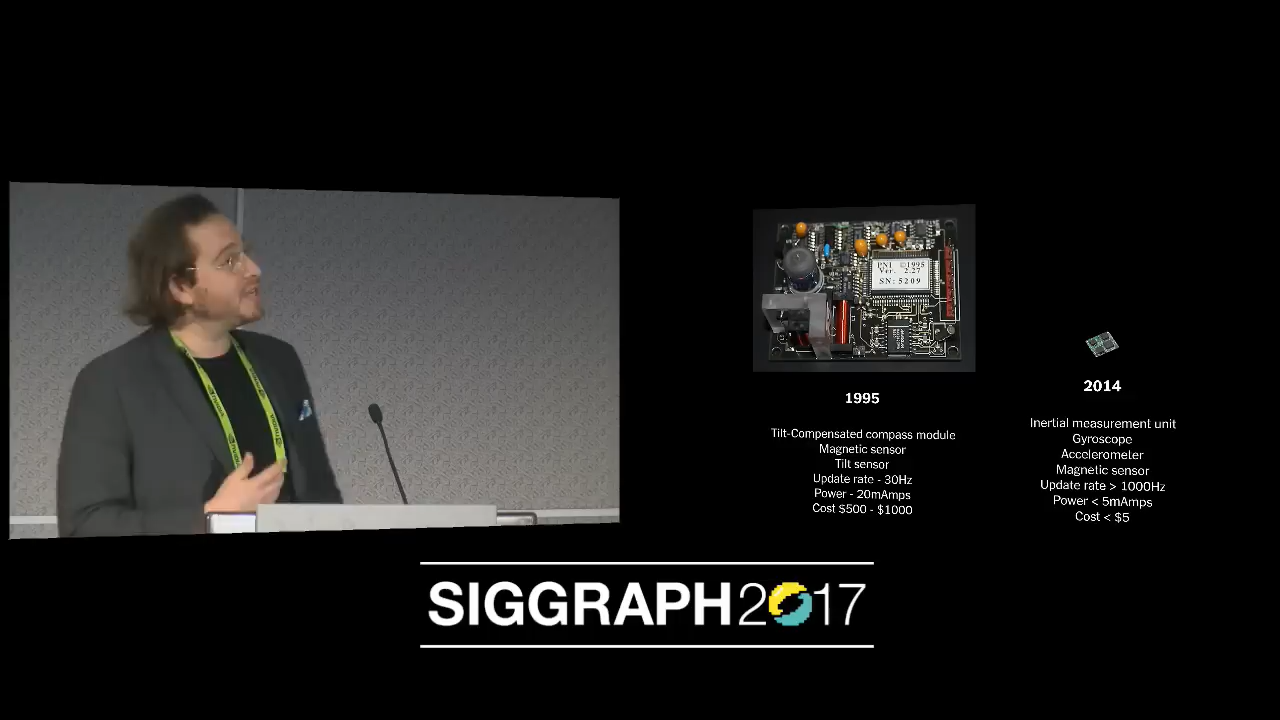 PNI ©1995
Ver. 2.27
SN: 5209
1995
Tilt-Compensated compass module
Magnetic sensor
Tilt sensor
Update rate - 30Hz
Power - 20mAmps
Cost $500 - $1000
2014
Inertial measurement unit
Gyroscope
Accelerometer
Magnetic sensor
Update rate > 1000Hz
Power < 5mAmps
Cost < $5
SIGGRAPH2017